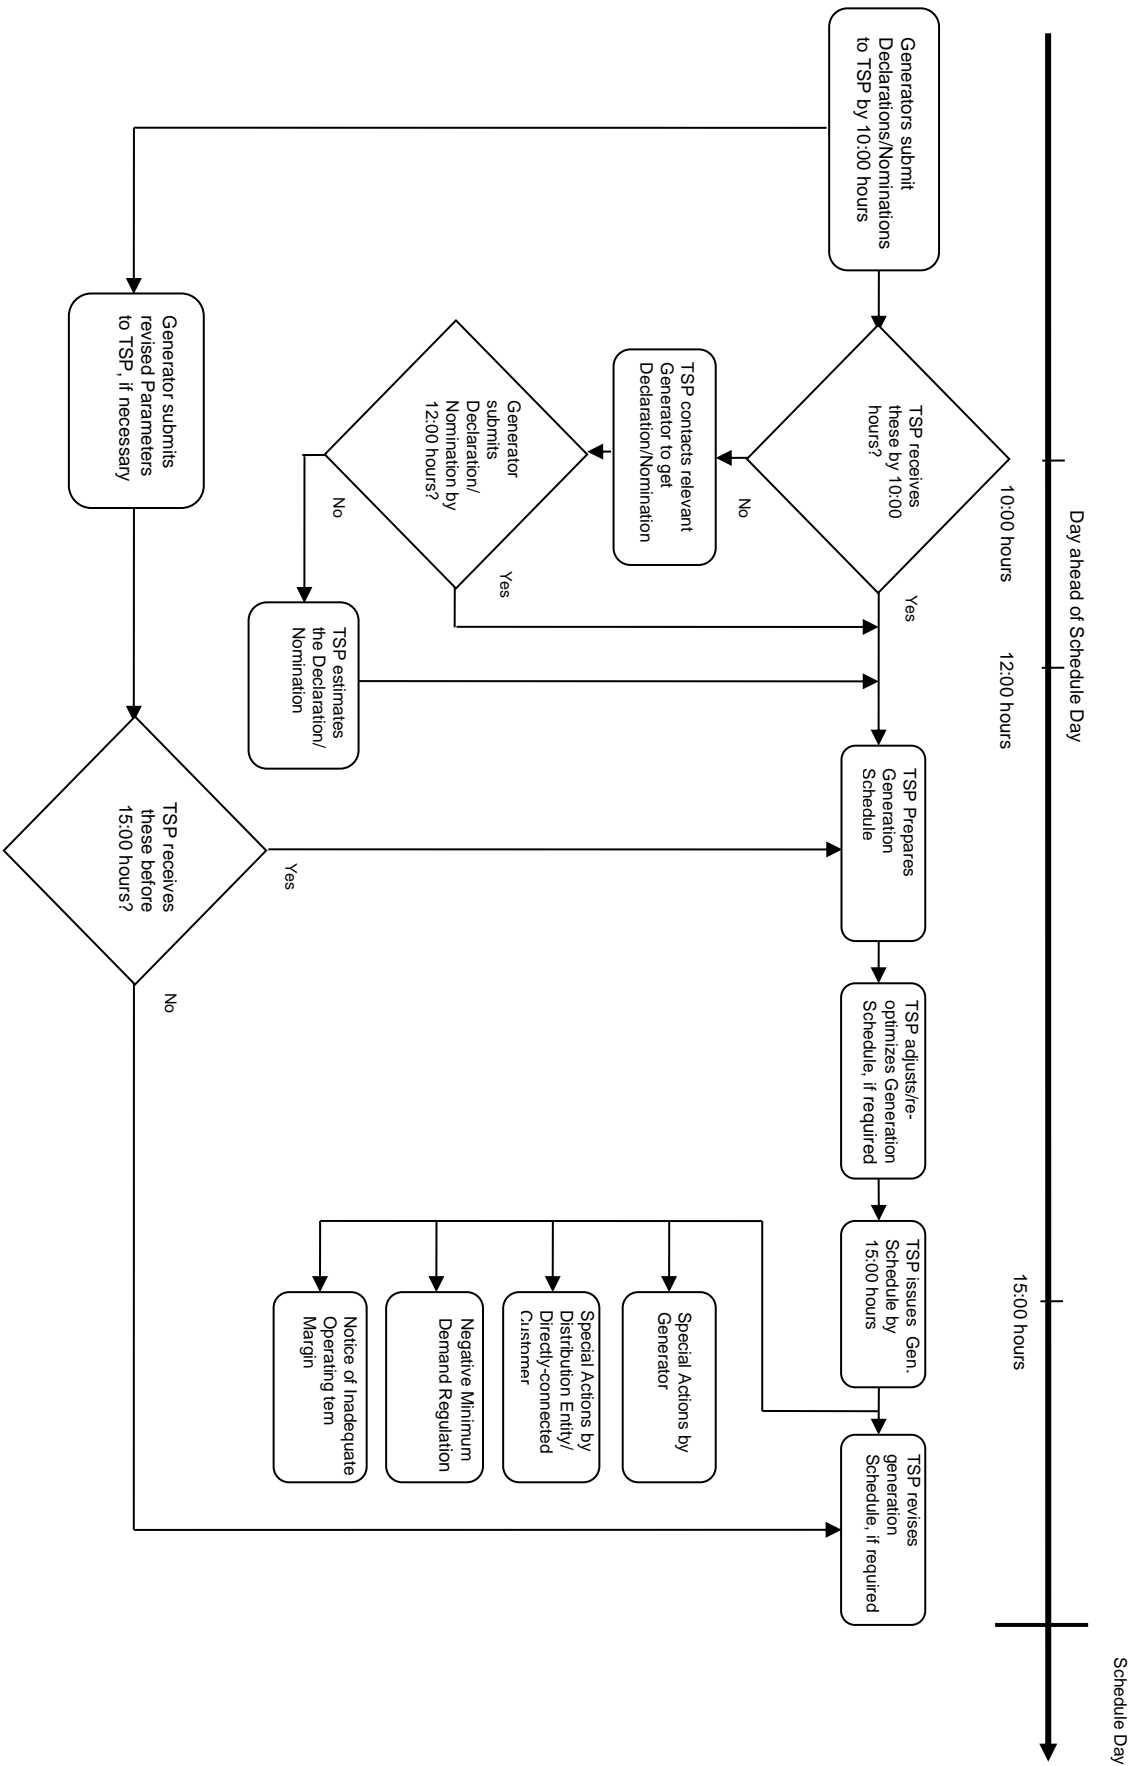 Schedule Day
Day ahead of Schedule Day
10:00 hours
12:00 hours
15:00 hours
Generators submit
Declarations/Nominations
to TSP by 10:00 hours
TSP receives
these by 10:00
hours?
Yes
No
TSP contacts relevant
Generator to get
Declaration/Nomination
Generator
submits
Declaration/
Nomination by
12:00 hours?
Yes
No
TSP estimates
the Declaration/
Nomination
TSP Prepares
Generation
Schedule
TSP adjusts/re-
optimizes Generation
Schedule, if required
TSP issues Gen.
Schedule by
15:00 hours
TSP revises
generation
Schedule, if required
Special Actions by
Generator
Special Actions by
Distribution Entity/
Directly-connected
Customer
Negative Minimum
Demand Regulation
Notice of Inadequate
Operating tem
Margin
Generator submits
revised Parameters
to TSP, if necessary
TSP receives
these before
15:00 hours?
Yes
No